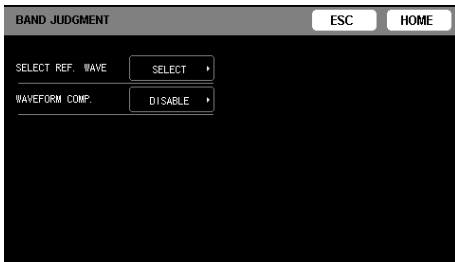 BAND JUDGMENT ESC HOME
SELECT REF. WAVE SELECT
WAVEFORM COMP. DISABLE